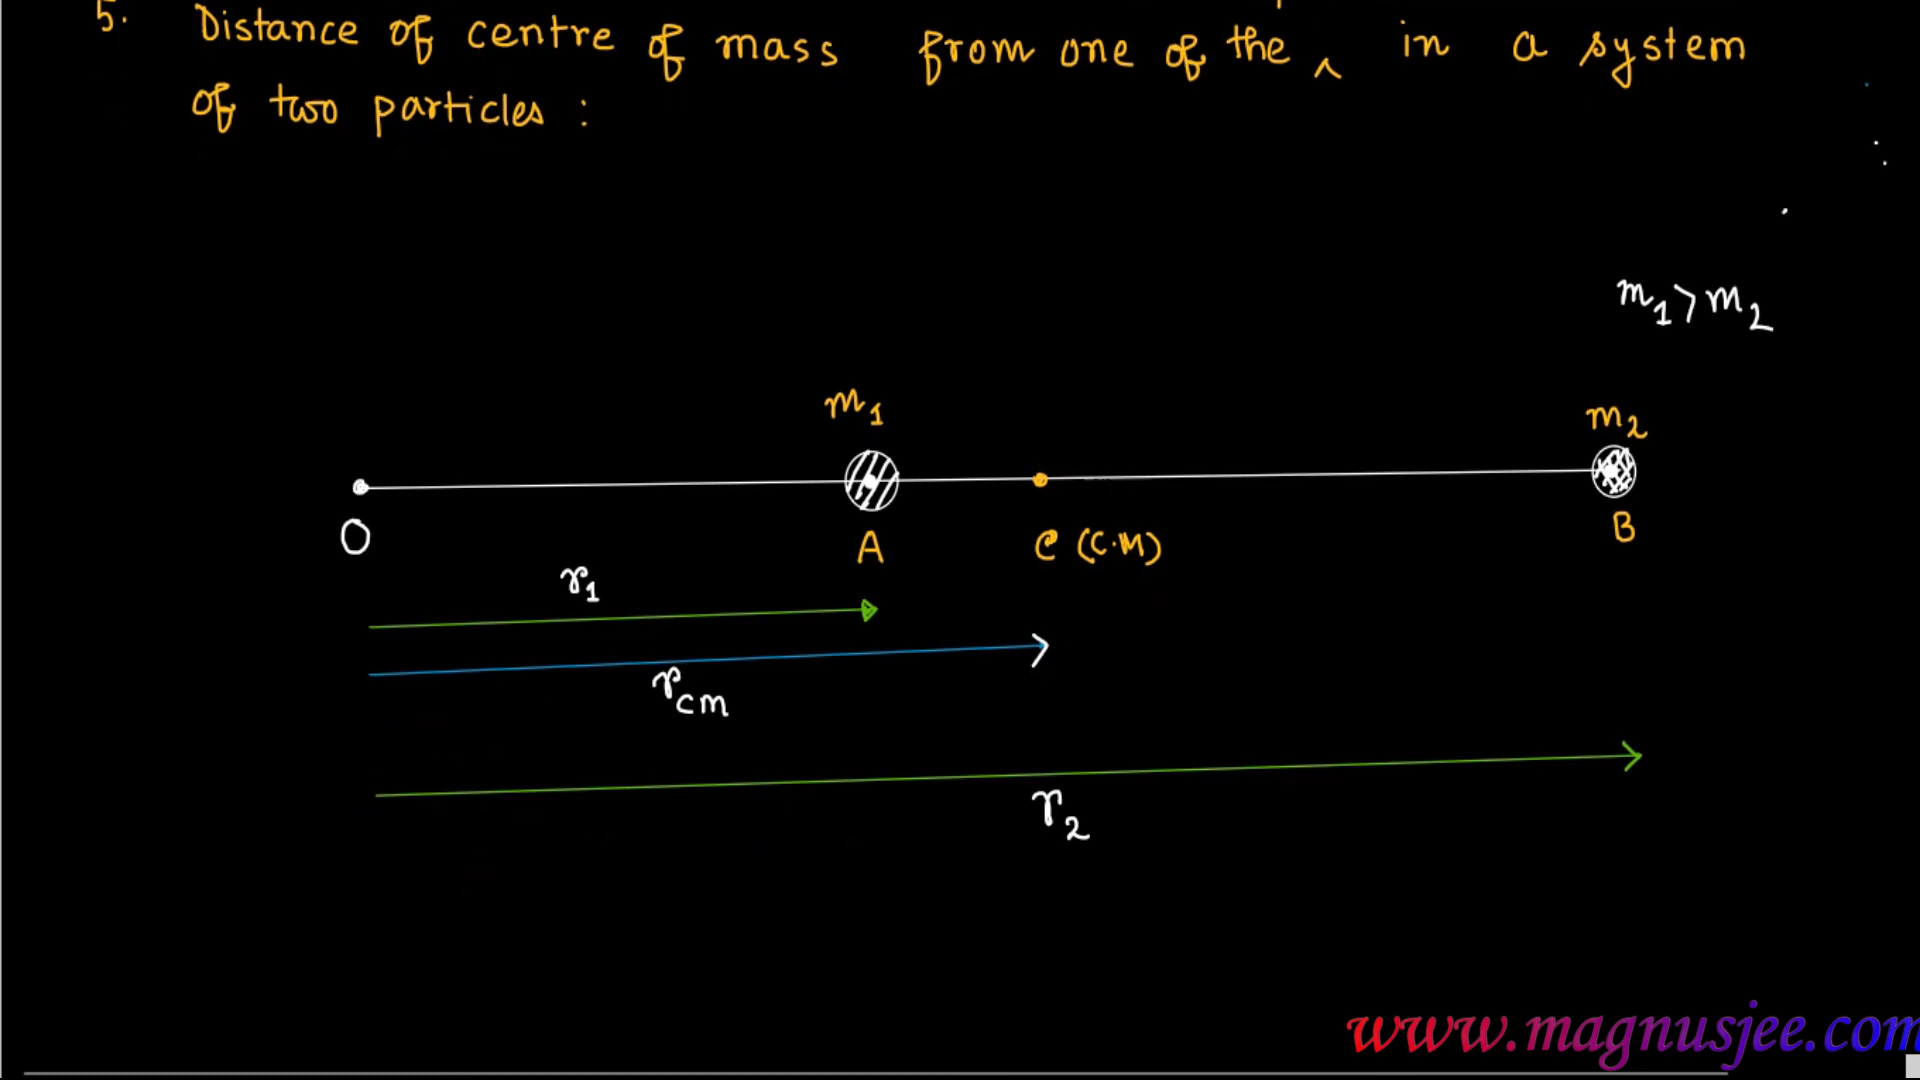 5. Distance of centre of mass from one of the ^ in a system
of two particles :
m₁ > m₂
m₁
m₂
O
A
C (C.M)
B
r₁
r_cm
r₂
www.magnusjee.com